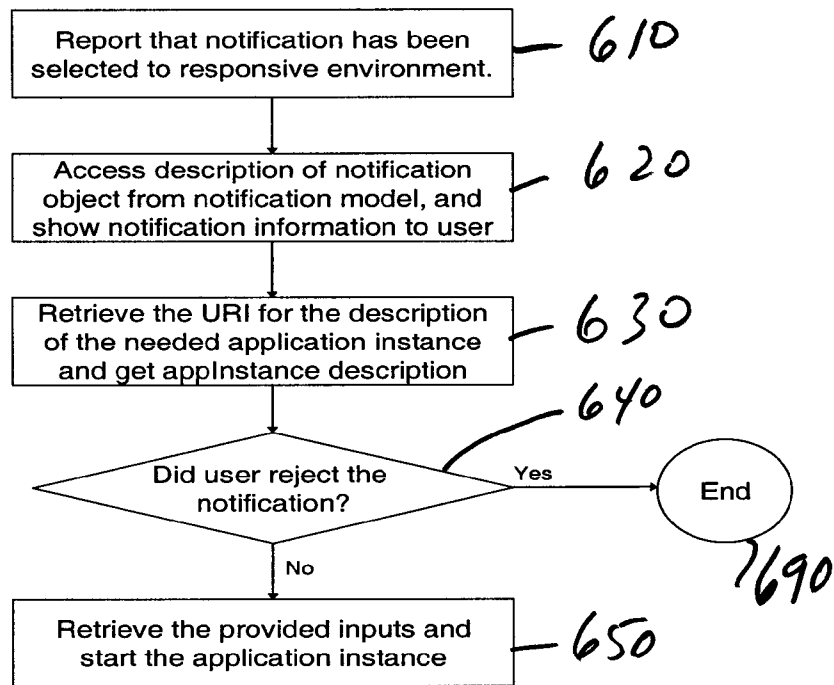 Report that notification has been
selected to responsive environment.
610
Access description of notification
object from notification model, and
show notification information to user
620
Retrieve the URI for the description
of the needed application instance
and get appInstance description
630
640
Did user reject the
notification?
Yes
End
690
No
Retrieve the provided inputs and
start the application instance
650